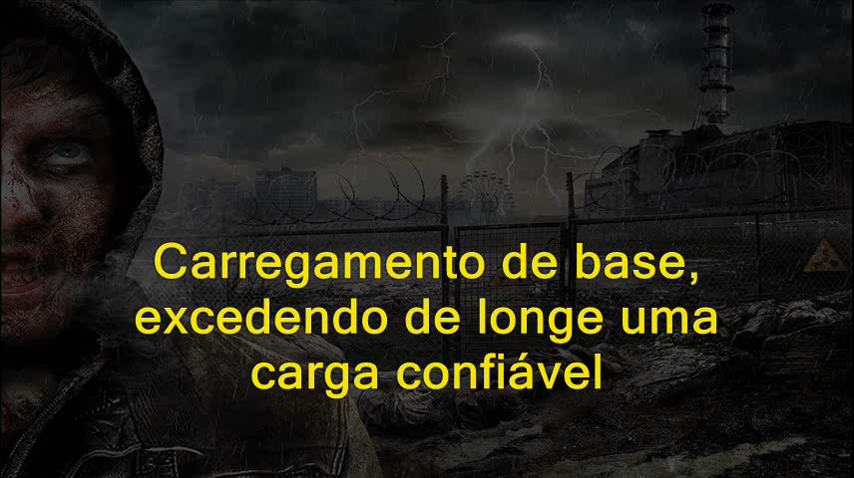 Carregamento de base,
excedendo de longe uma
carga confiável